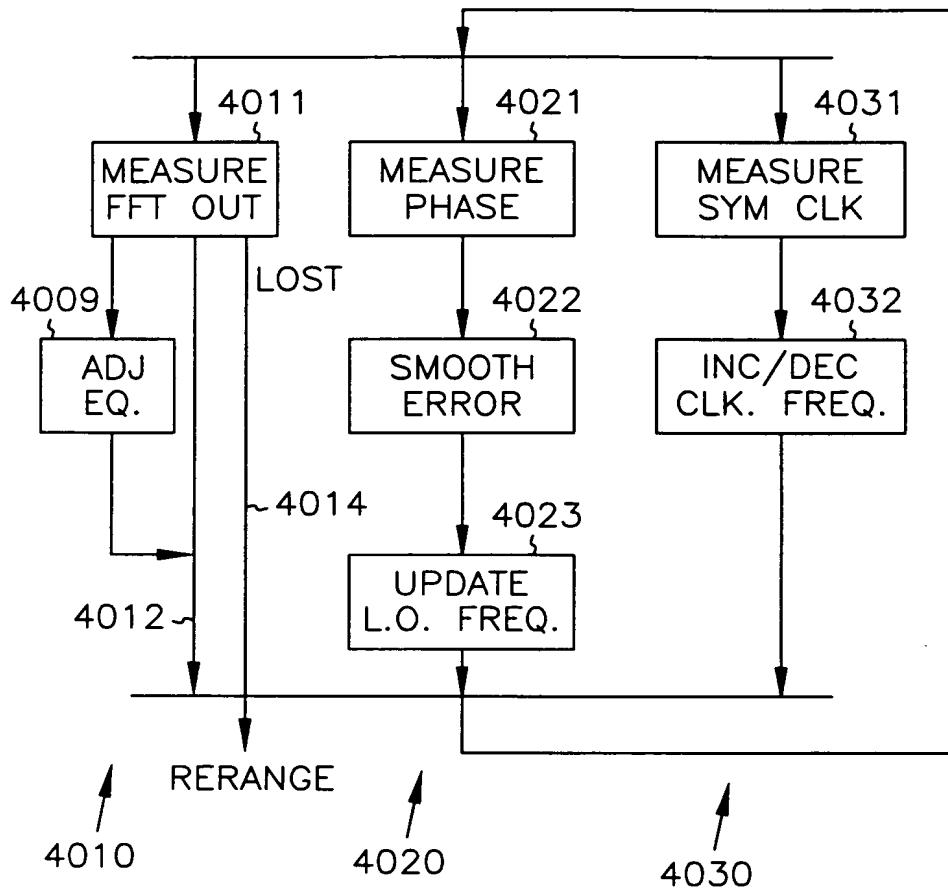 4011
4021
4031
MEASURE
FFT OUT
MEASURE
PHASE
MEASURE
SYM CLK
LOST
4009
4022
4032
ADJ
EQ.
SMOOTH
ERROR
INC/DEC
CLK. FREQ.
4014
4023
4012
UPDATE
L.O. FREQ.
RERANGE
4010
4020
4030